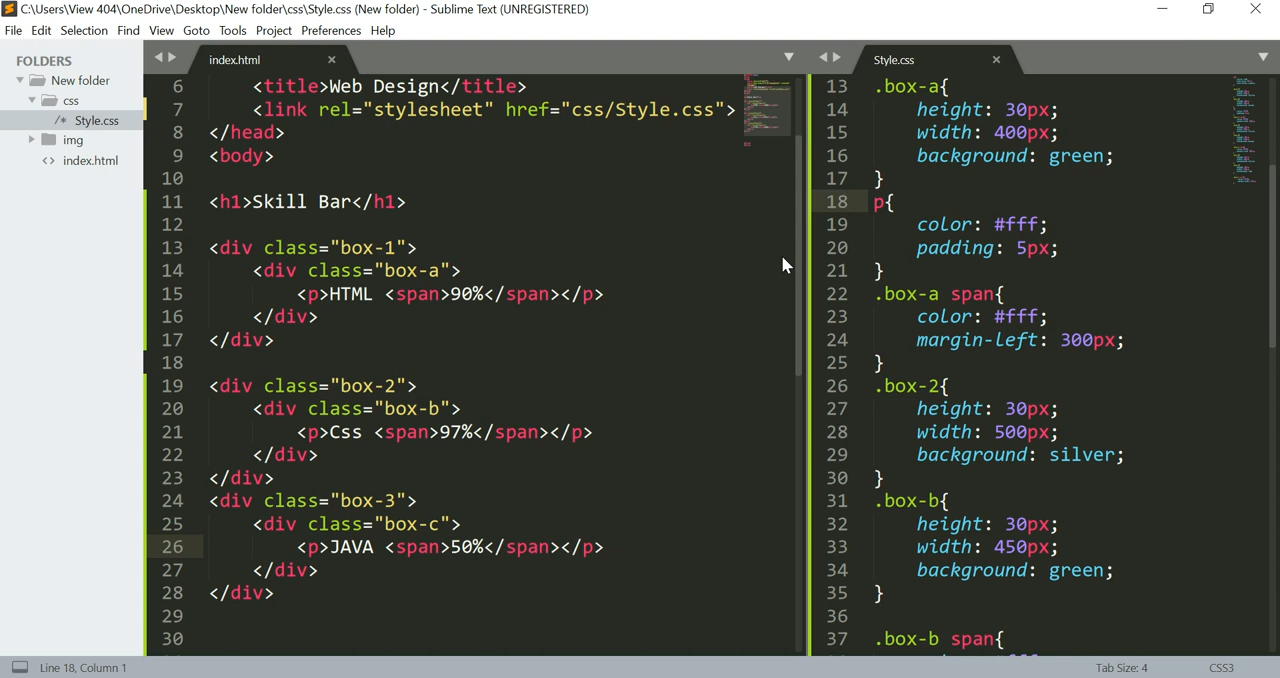 C:\Users\View 404\OneDrive\Desktop\New folder\css\Style.css (New folder) - Sublime Text (UNREGISTERED)
File Edit Selection Find View Goto Tools Project Preferences Help
FOLDERS
New folder
css
/* Style.css
img
<> index.html
index.html
6 <title>Web Design</title>
7 <link rel="stylesheet" href="css/Style.css">
8 </head>
9 <body>
10
11 <h1>Skill Bar</h1>
12
13 <div class="box-1">
14 <div class="box-a">
15 <p>HTML <span>90%</span></p>
16 </div>
17 </div>
18
19 <div class="box-2">
20 <div class="box-b">
21 <p>Css <span>97%</span></p>
22 </div>
23 </div>
24 <div class="box-3">
25 <div class="box-c">
26 <p>JAVA <span>50%</span></p>
27 </div>
28 </div>
29
30
Style.css
13 .box-a{
14 height: 30px;
15 width: 400px;
16 background: green;
17 }
18 p{
19 color: #fff;
20 padding: 5px;
21 }
22 .box-a span{
23 color: #fff;
24 margin-left: 300px;
25 }
26 .box-2{
27 height: 30px;
28 width: 500px;
29 background: silver;
30 }
31 .box-b{
32 height: 30px;
33 width: 450px;
34 background: green;
35 }
36
37 .box-b span{
Line 18, Column 1
Tab Size: 4
CSS3